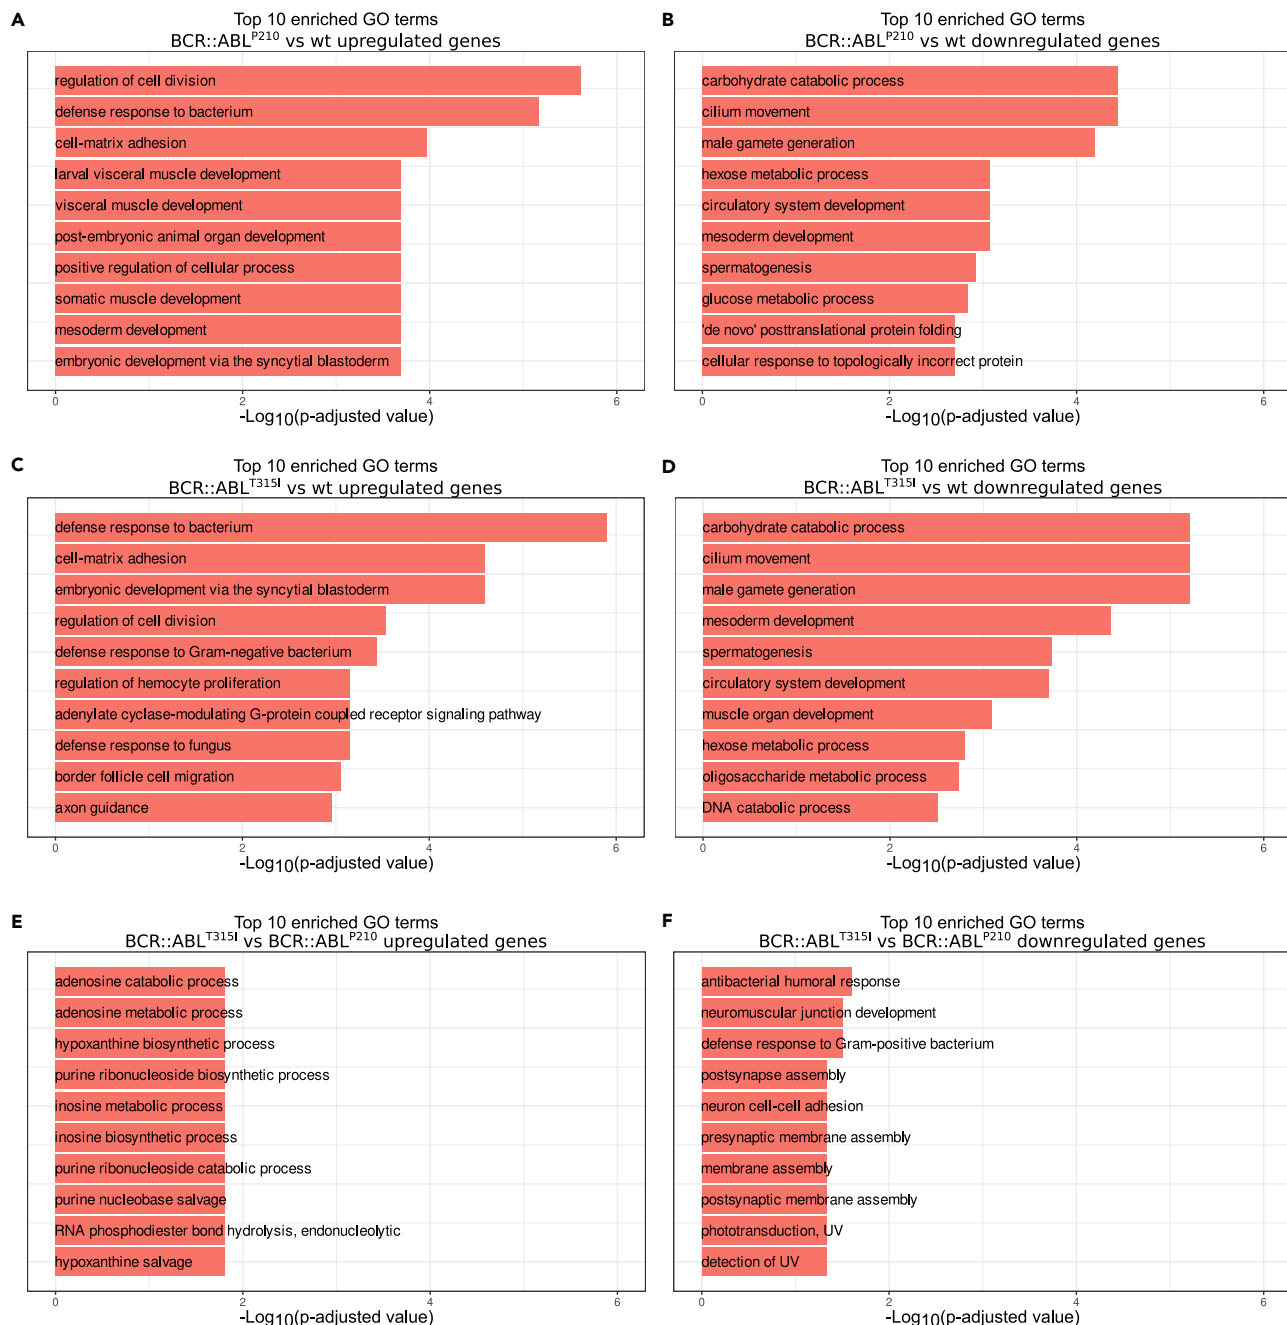 A
Top 10 enriched GO terms
BCR::ABL^P210 vs wt upregulated genes
regulation of cell division
defense response to bacterium
cell-matrix adhesion
larval visceral muscle development
visceral muscle development
post-embryonic animal organ development
positive regulation of cellular process
somatic muscle development
mesoderm development
embryonic development via the syncytial blastoderm
0 2 4 6
-Log10(p-adjusted value)
B
Top 10 enriched GO terms
BCR::ABL^P210 vs wt downregulated genes
carbohydrate catabolic process
cilium movement
male gamete generation
hexose metabolic process
circulatory system development
mesoderm development
spermatogenesis
glucose metabolic process
'de novo' posttranslational protein folding
cellular response to topologically incorrect protein
0 2 4 6
-Log10(p-adjusted value)
C
Top 10 enriched GO terms
BCR::ABL^T315I vs wt upregulated genes
defense response to bacterium
cell-matrix adhesion
embryonic development via the syncytial blastoderm
regulation of cell division
defense response to Gram-negative bacterium
regulation of hemocyte proliferation
adenylate cyclase-modulating G-protein coupled receptor signaling pathway
defense response to fungus
border follicle cell migration
axon guidance
0 2 4 6
-Log10(p-adjusted value)
D
Top 10 enriched GO terms
BCR::ABL^T315I vs wt downregulated genes
carbohydrate catabolic process
cilium movement
male gamete generation
mesoderm development
spermatogenesis
circulatory system development
muscle organ development
hexose metabolic process
oligosaccharide metabolic process
DNA catabolic process
0 2 4 6
-Log10(p-adjusted value)
E
Top 10 enriched GO terms
BCR::ABL^T315I vs BCR::ABL^P210 upregulated genes
adenosine catabolic process
adenosine metabolic process
hypoxanthine biosynthetic process
purine ribonucleoside biosynthetic process
inosine metabolic process
inosine biosynthetic process
purine ribonucleoside catabolic process
purine nucleobase salvage
RNA phosphodiester bond hydrolysis, endonucleolytic
hypoxanthine salvage
0 2 4 6
-Log10(p-adjusted value)
F
Top 10 enriched GO terms
BCR::ABL^T315I vs BCR::ABL^P210 downregulated genes
antibacterial humoral response
neuromuscular junction development
defense response to Gram-positive bacterium
postsynapse assembly
neuron cell-cell adhesion
presynaptic membrane assembly
membrane assembly
postsynaptic membrane assembly
phototransduction, UV
detection of UV
0 2 4 6
-Log10(p-adjusted value)